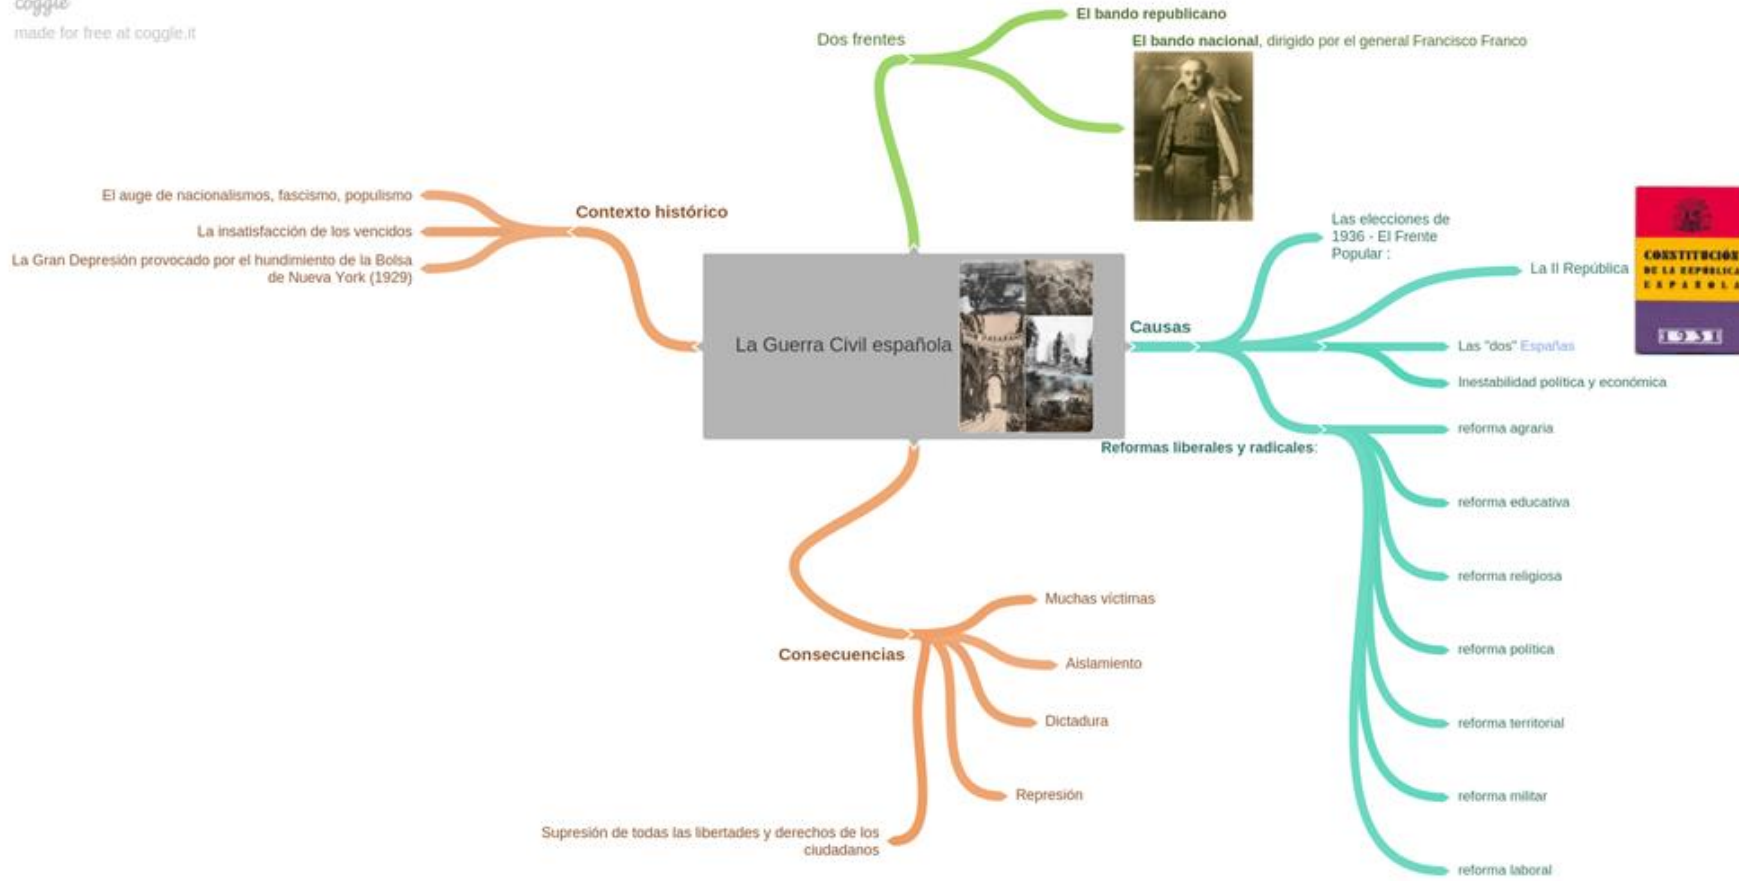 coggle
made for free at coggle.it
Dos frentes
El bando republicano
El bando nacional, dirigido por el general Francisco Franco
Contexto histórico
El auge de nacionalismos, fascismo, populismo
La insatisfacción de los vencidos
La Gran Depresión provocado por el hundimiento de la Bolsa
de Nueva York (1929)
La Guerra Civil española
Causas
Las elecciones de
1936 - El Frente
Popular :
La II República
CONSTITUCIÓN
DE LA REPÚBLICA
ESPAÑOLA
1931
Las "dos" Españas
Inestabilidad política y económica
Reformas liberales y radicales:
reforma agraria
reforma educativa
reforma religiosa
reforma política
reforma territorial
reforma militar
reforma laboral
Consecuencias
Muchas víctimas
Aislamiento
Dictadura
Represión
Supresión de todas las libertades y derechos de los
ciudadanos